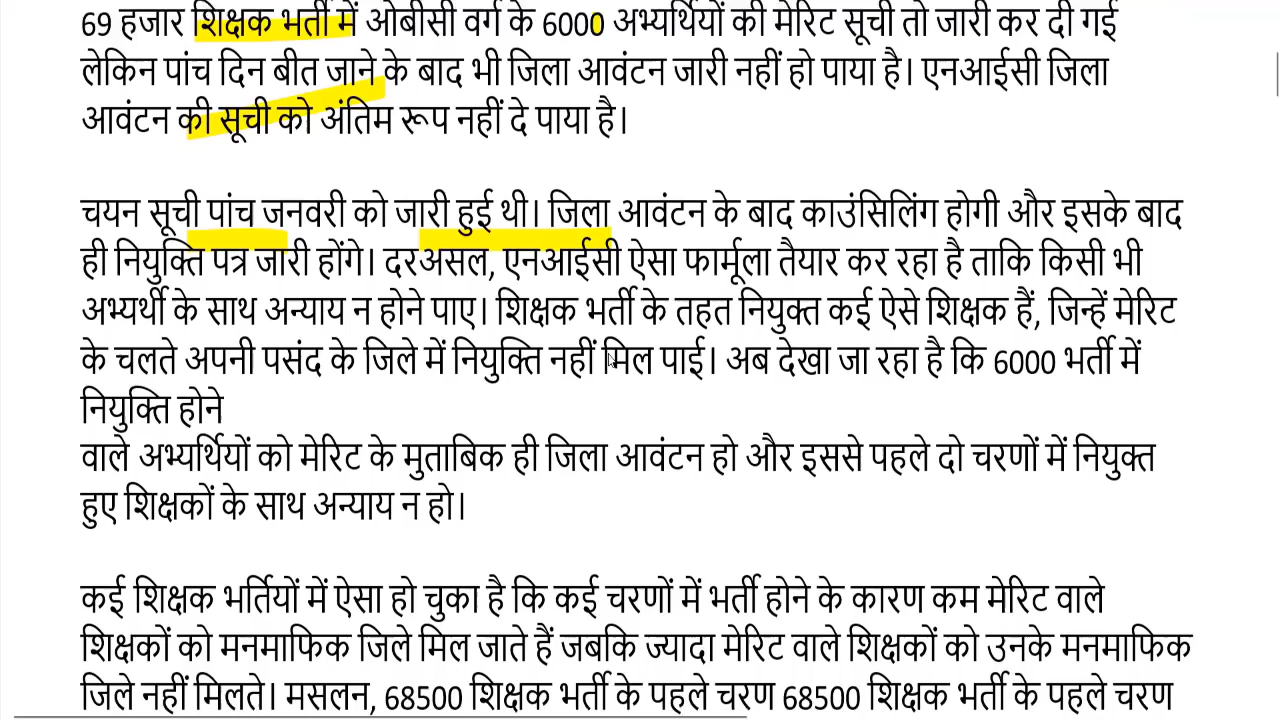 69 हजार शिक्षक भर्ती में ओबीसी वर्ग के 6000 अभ्यर्थियों की मेरिट सूची तो जारी कर दी गई
लेकिन पांच दिन बीत जाने के बाद भी जिला आवंटन जारी नहीं हो पाया है। एनआईसी जिला
आवंटन की सूची को अंतिम रूप नहीं दे पाया है।
चयन सूची पांच जनवरी को जारी हुई थी। जिला आवंटन के बाद काउंसिलिंग होगी और इसके बाद
ही नियुक्ति पत्र जारी होंगे। दरअसल, एनआईसी ऐसा फार्मूला तैयार कर रहा है ताकि किसी भी
अभ्यर्थी के साथ अन्याय न होने पाए। शिक्षक भर्ती के तहत नियुक्त कई ऐसे शिक्षक हैं, जिन्हें मेरिट
के चलते अपनी पसंद के जिले में नियुक्ति नहीं मिल पाई। अब देखा जा रहा है कि 6000 भर्ती में
नियुक्ति होने
वाले अभ्यर्थियों को मेरिट के मुताबिक ही जिला आवंटन हो और इससे पहले दो चरणों में नियुक्त
हुए शिक्षकों के साथ अन्याय न हो।
कई शिक्षक भर्तियों में ऐसा हो चुका है कि कई चरणों में भर्ती होने के कारण कम मेरिट वाले
शिक्षकों को मनमाफिक जिले मिल जाते हैं जबकि ज्यादा मेरिट वाले शिक्षकों को उनके मनमाफिक
जिले नहीं मिलते। मसलन, 68500 शिक्षक भर्ती के पहले चरण 68500 शिक्षक भर्ती के पहले चरण